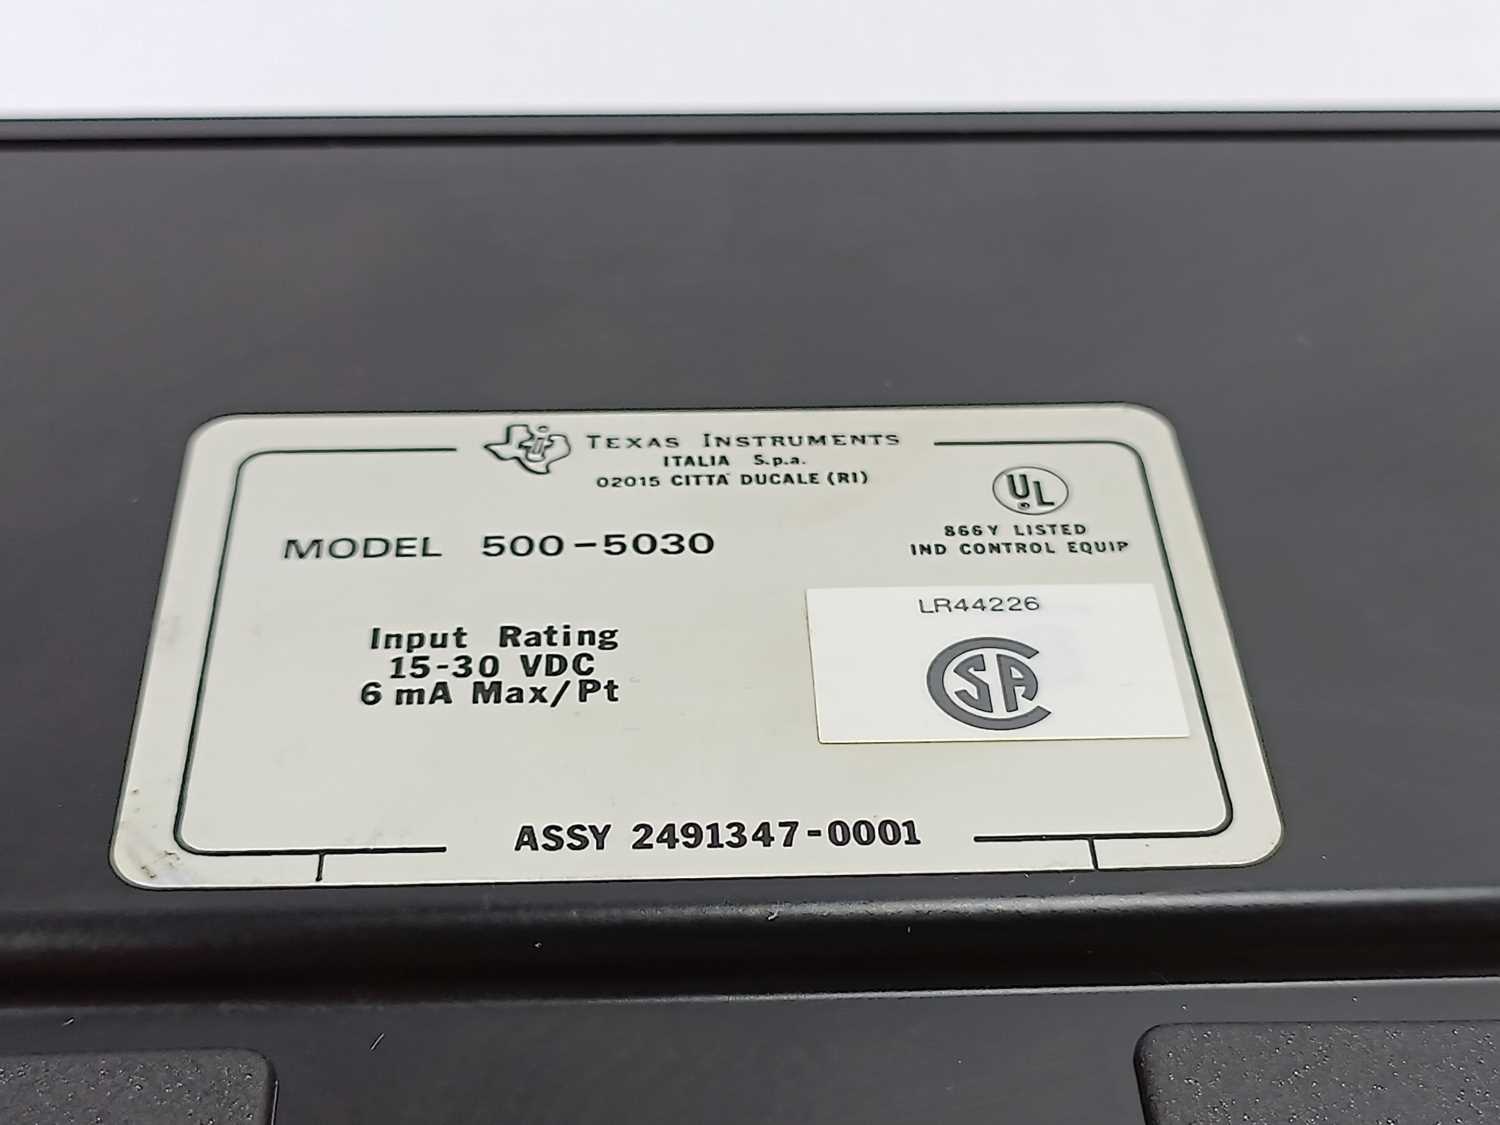 TEXAS INSTRUMENTS
ITALIA S.p.a.
02015 CITTA' DUCALE (RI)
UL
866Y LISTED
IND CONTROL EQUIP
MODEL 500-5030
LR44226
CSA
Input Rating
15-30 VDC
6 mA Max/Pt
ASSY 2491347-0001